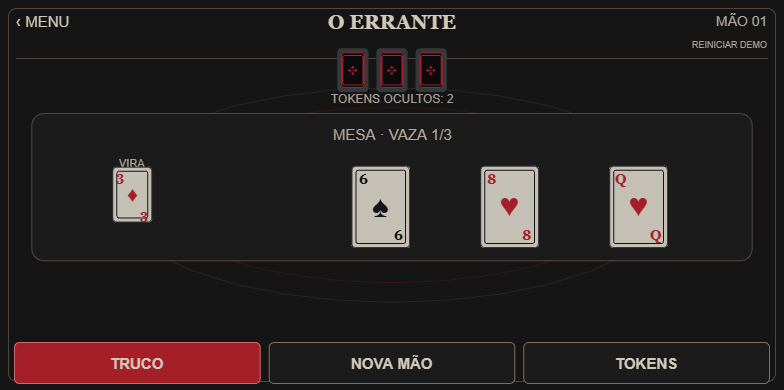 ‹ MENU
O ERRANTE
MÃO 01
REINICIAR DEMO
TOKENS OCULTOS: 2
MESA · VAZA 1/3
VIRA
3
3
6
6
8
8
Q
Q
TRUCO
NOVA MÃO
TOKENS